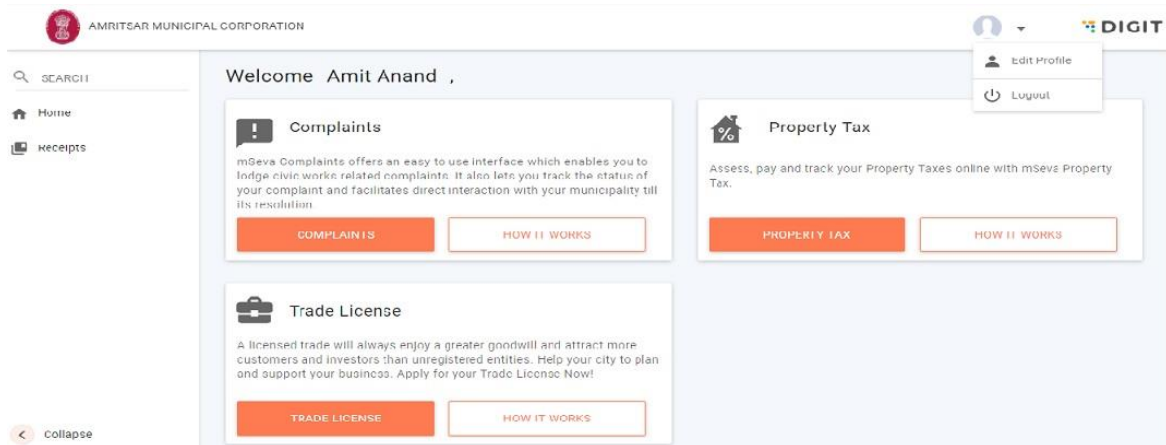 AMRITSAR MUNICIPAL CORPORATION
DIGIT
Edit Profile
Logout
SEARCH
Home
Receipts
Collapse
Welcome Amit Anand ,
Complaints
mSeva Complaints offers an easy to use interface which enables you to
lodge civic works related complaints. It also lets you track the status of
your complaint and facilitates direct interaction with your municipality till
its resolution
COMPLAINTS
HOW IT WORKS
Property Tax
Assess, pay and track your Property Taxes online with mSeva Property
Tax.
PROPERTY TAX
HOW IT WORKS
Trade License
A licensed trade will always enjoy a greater goodwill and attract more
customers and investors than unregistered entities. Help your city to plan
and support your business. Apply for your Trade License Now!
TRADE LICENSE
HOW IT WORKS